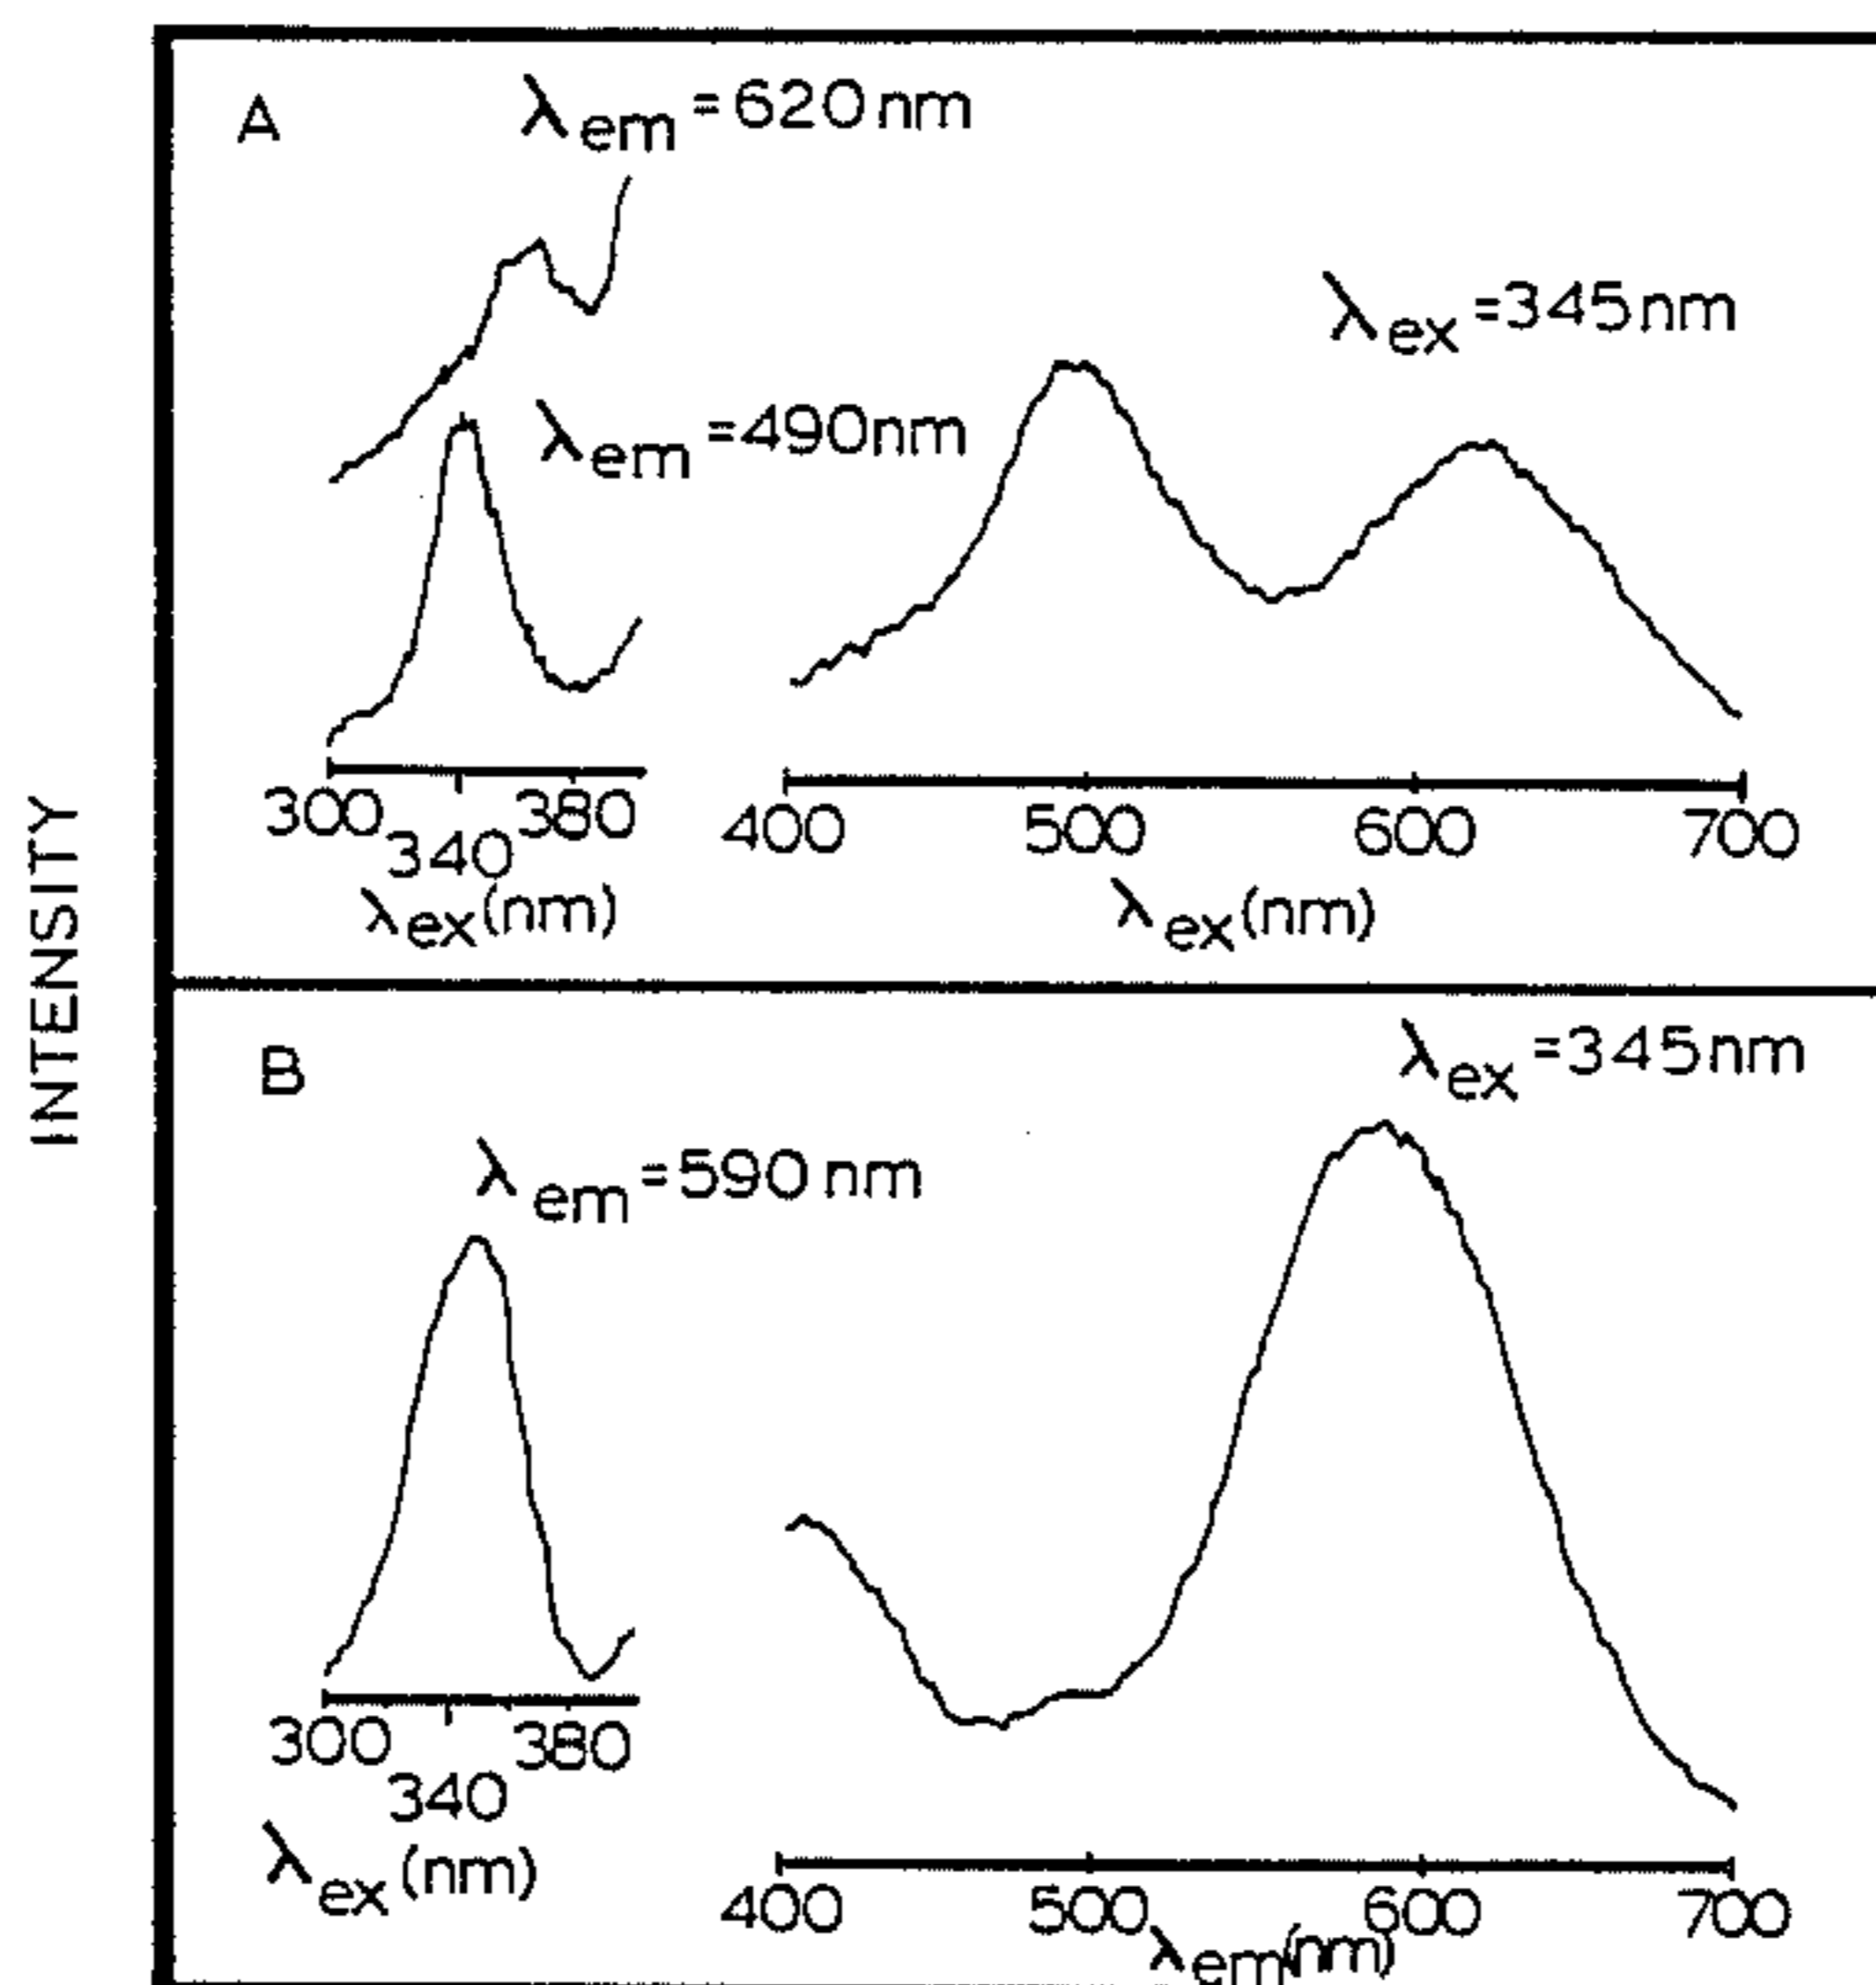 INTENSITY
A
λem =620nm
λex =345nm
λem =490nm
300 340 380
λex(nm)
400 500 600 700
λex(nm)
B
λex =345nm
λem =590nm
300 340 380
λex(nm)
400 500 600 700
λem(nm)